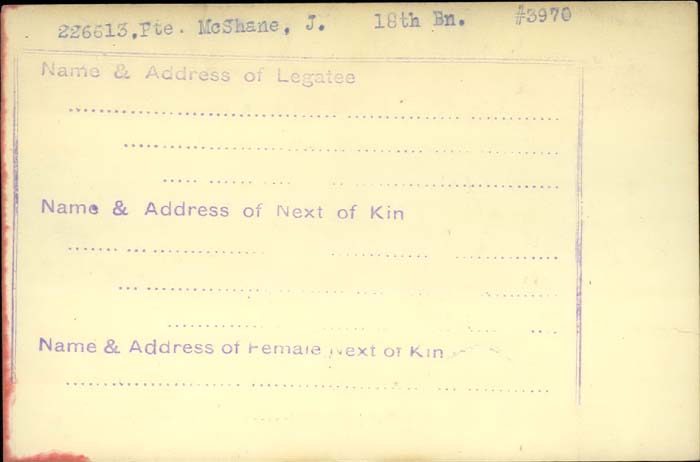 226613, Pte. McShane, J. 18th Bn. #3970
Name & Address of Legatee
Name & Address of Next of Kin
Name & Address of Female Next of Kin